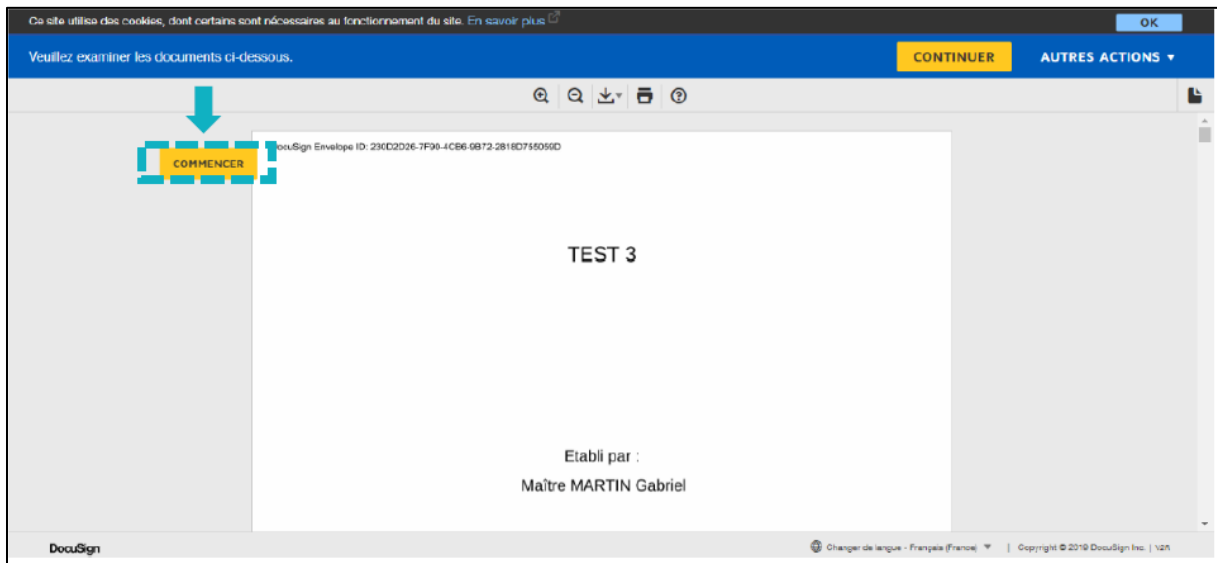 Ce site utilise des cookies, dont certains sont nécessaires au fonctionnement du site. En savoir plus
OK
Veuillez examiner les documents ci-dessous.
CONTINUER
AUTRES ACTIONS
COMMENCER
DocuSign Envelope ID: 230D2D26-7F90-4CB6-9B72-2818D755059D
TEST 3
Etabli par :
Maître MARTIN Gabriel
DocuSign
Changer de langue - Français (France) | Copyright © 2019 DocuSign Inc. | V2R